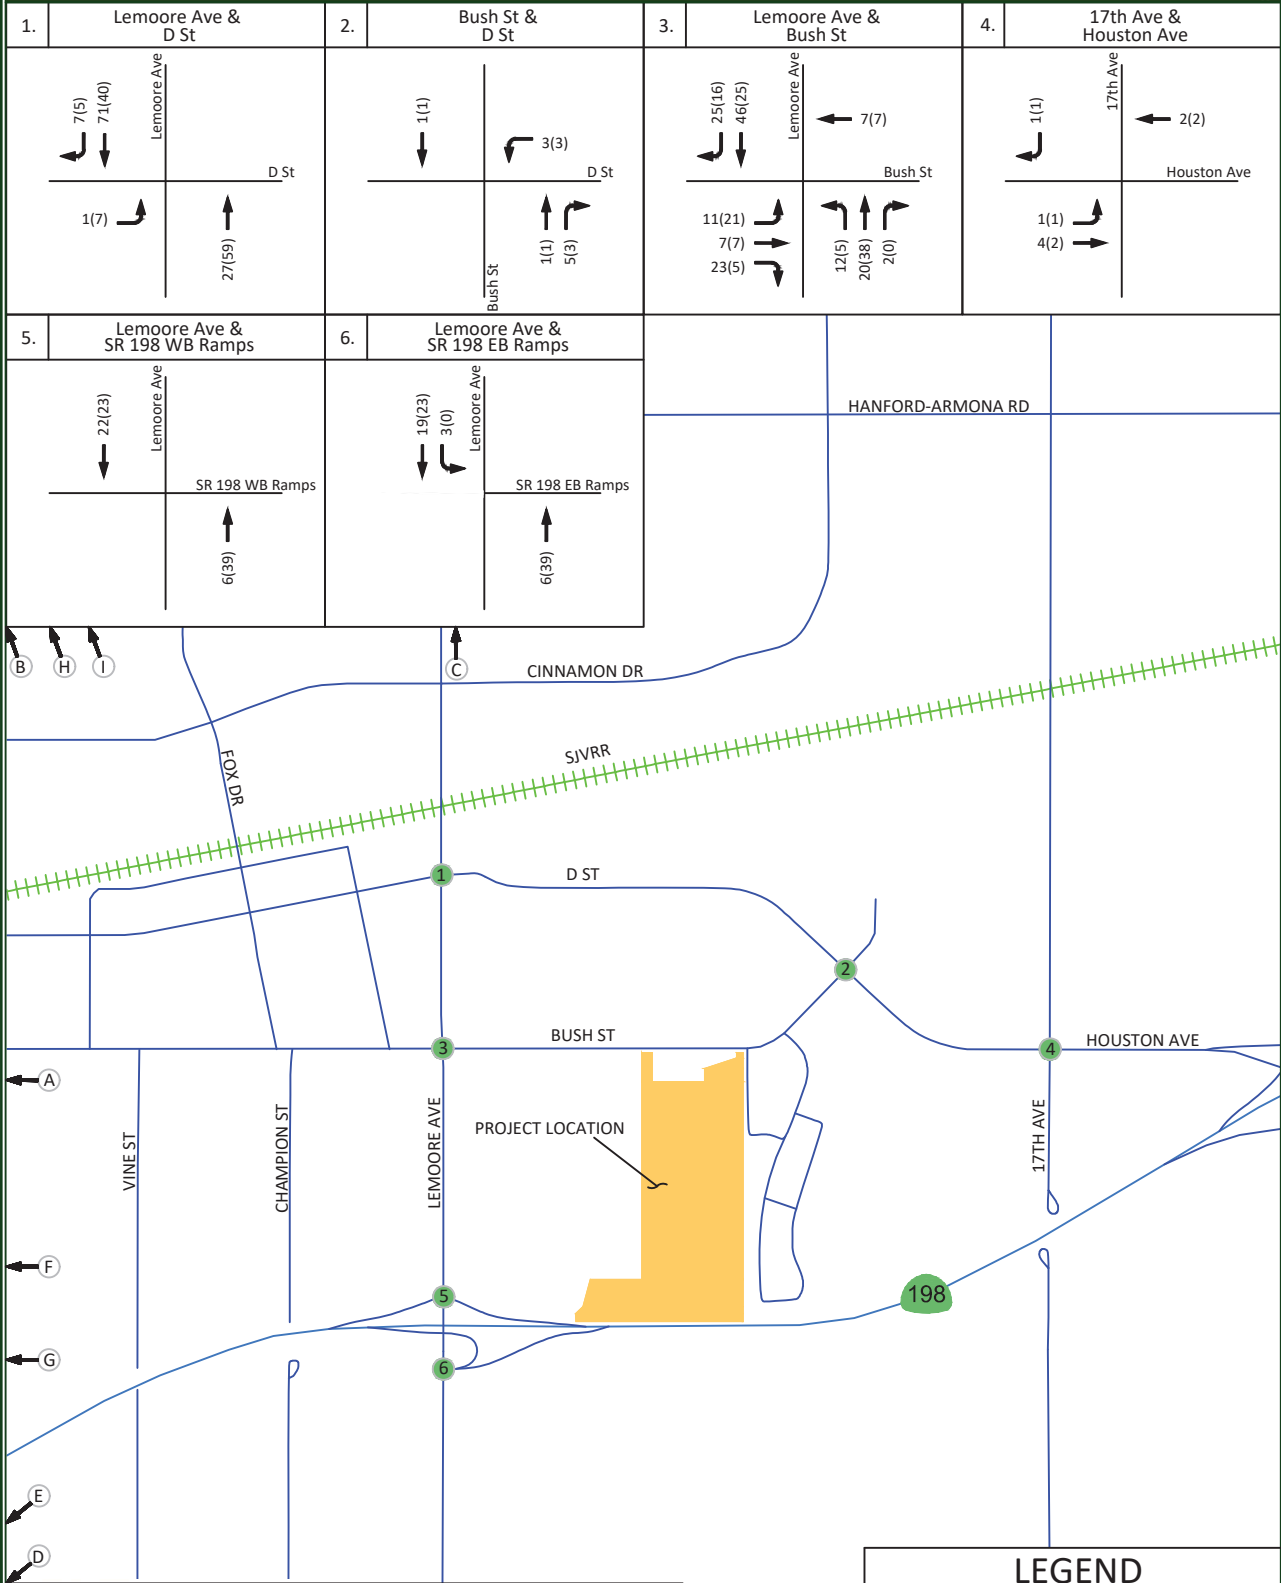 1.
Lemoore Ave &
D St
7(5)
71(40)
Lemoore Ave
D St
1(7)
27(59)
2.
Bush St &
D St
1(1)
3(3)
D St
1(1)
5(3)
Bush St
3.
Lemoore Ave &
Bush St
25(16)
46(25)
Lemoore Ave
7(7)
Bush St
11(21)
7(7)
23(5)
12(5)
20(38)
2(0)
4.
17th Ave &
Houston Ave
1(1)
17th Ave
2(2)
Houston Ave
1(1)
4(2)
5.
Lemoore Ave &
SR 198 WB Ramps
22(23)
Lemoore Ave
SR 198 WB Ramps
6(39)
6.
Lemoore Ave &
SR 198 EB Ramps
19(23)
3(0)
Lemoore Ave
SR 198 EB Ramps
6(39)
HANFORD-ARMONA RD
B
H
I
C
CINNAMON DR
SJVRR
FOX DR
1
D ST
2
BUSH ST
3
4
HOUSTON AVE
A
VINE ST
CHAMPION ST
LEMOORE AVE
PROJECT LOCATION
17TH AVE
F
5
198
G
6
E
D
LEGEND